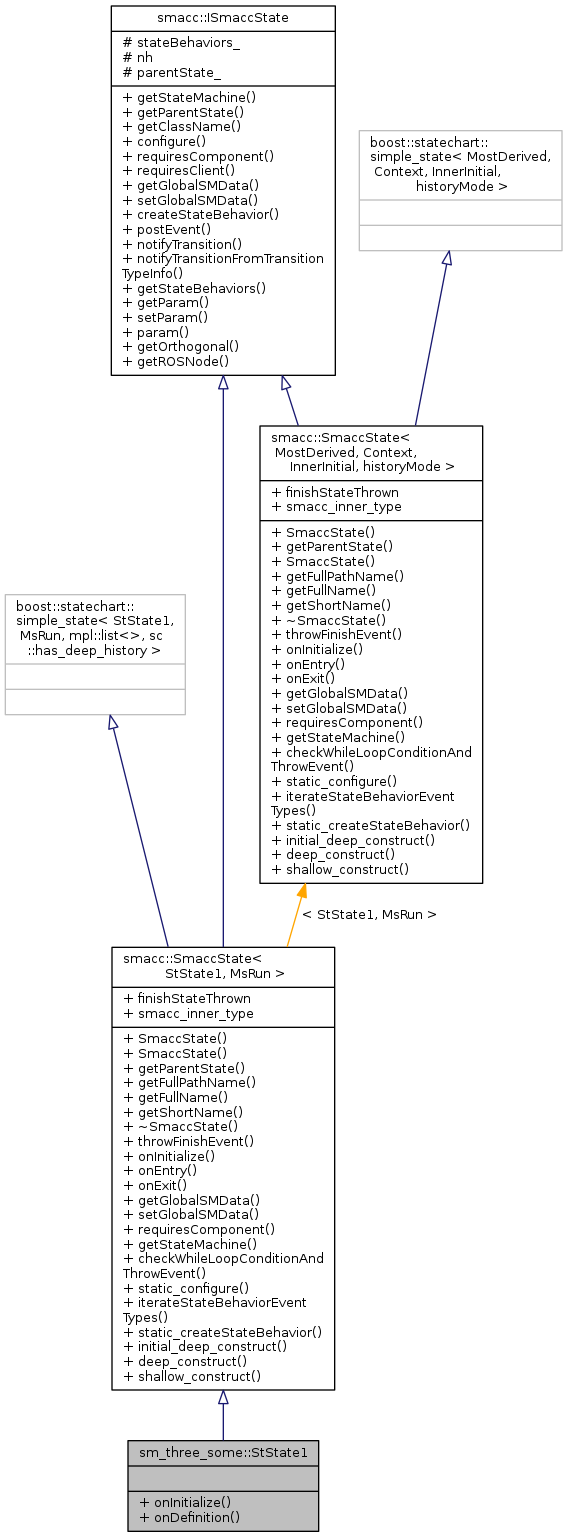 smacc::ISmaccState
# stateBehaviors_
# nh
# parentState_
+ getStateMachine()
+ getParentState()
+ getClassName()
+ configure()
+ requiresComponent()
+ requiresClient()
+ getGlobalSMData()
+ setGlobalSMData()
+ createStateBehavior()
+ postEvent()
+ notifyTransition()
+ notifyTransitionFromTransition
TypeInfo()
+ getStateBehaviors()
+ getParam()
+ setParam()
+ param()
+ getOrthogonal()
+ getROSNode()
boost::statechart::
simple_state< MostDerived,
Context, InnerInitial,
historyMode >
smacc::SmaccState<
MostDerived, Context,
InnerInitial, historyMode >
+ finishStateThrown
+ smacc_inner_type
+ SmaccState()
+ getParentState()
+ SmaccState()
+ getFullPathName()
+ getFullName()
+ getShortName()
+ ~SmaccState()
+ throwFinishEvent()
+ onInitialize()
+ onEntry()
+ onExit()
+ getGlobalSMData()
+ setGlobalSMData()
+ requiresComponent()
+ getStateMachine()
+ checkWhileLoopConditionAnd
ThrowEvent()
+ static_configure()
+ iterateStateBehaviorEvent
Types()
+ static_createStateBehavior()
+ initial_deep_construct()
+ deep_construct()
+ shallow_construct()
boost::statechart::
simple_state< StState1,
MsRun, mpl::list<>, sc
::has_deep_history >
< StState1, MsRun >
smacc::SmaccState<
StState1, MsRun >
+ finishStateThrown
+ smacc_inner_type
+ SmaccState()
+ SmaccState()
+ getParentState()
+ getFullPathName()
+ getFullName()
+ getShortName()
+ ~SmaccState()
+ throwFinishEvent()
+ onInitialize()
+ onEntry()
+ onExit()
+ getGlobalSMData()
+ setGlobalSMData()
+ requiresComponent()
+ getStateMachine()
+ checkWhileLoopConditionAnd
ThrowEvent()
+ static_configure()
+ iterateStateBehaviorEvent
Types()
+ static_createStateBehavior()
+ initial_deep_construct()
+ deep_construct()
+ shallow_construct()
sm_three_some::StState1
+ onInitialize()
+ onDefinition()